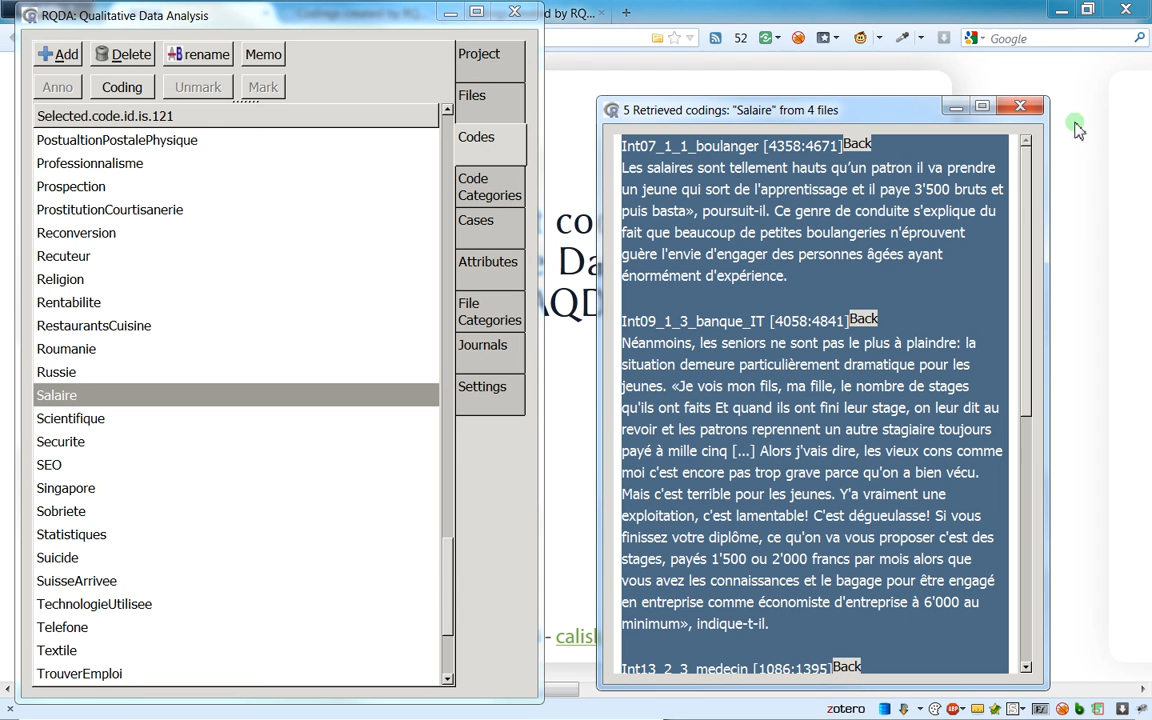 RQDA: Qualitative Data Analysis
ed by RQ...
Add
Delete
rename
Memo
Anno
Coding
Unmark
Mark
Selected.code.id.is.121
PostualtionPostalePhysique
Professionnalisme
Prospection
ProstitutionCourtisanerie
Reconversion
Recuteur
Religion
Rentabilite
RestaurantsCuisine
Roumanie
Russie
Salaire
Scientifique
Securite
SEO
Singapore
Sobriete
Statistiques
Suicide
SuisseArrivee
TechnologieUtilisee
Telefone
Textile
TrouverEmploi
Project
Files
Codes
Code
Categories
Cases
Attributes
File
Categories
Journals
Settings
52
Google
co
Da
QD
- calisl
5 Retrieved codings: "Salaire" from 4 files
Int07_1_1_boulanger [4358:4671]Back
Les salaires sont tellement hauts qu’un patron il va prendre
un jeune qui sort de l'apprentissage et il paye 3'500 bruts et
puis basta», poursuit-il. Ce genre de conduite s'explique du
fait que beaucoup de petites boulangeries n'éprouvent
guère l'envie d'engager des personnes âgées ayant
énormément d'expérience.
Int09_1_3_banque_IT [4058:4841]Back
Néanmoins, les seniors ne sont pas le plus à plaindre: la
situation demeure particulièrement dramatique pour les
jeunes. «Je vois mon fils, ma fille, le nombre de stages
qu'ils ont faits Et quand ils ont fini leur stage, on leur dit au
revoir et les patrons reprennent un autre stagiaire toujours
payé à mille cinq [...] Alors j'vais dire, les vieux cons comme
moi c'est encore pas trop grave parce qu'on a bien vécu.
Mais c'est terrible pour les jeunes. Y'a vraiment une
exploitation, c'est lamentable! C'est dégueulasse! Si vous
finissez votre diplôme, ce qu'on va vous proposer c'est des
stages, payés 1'500 ou 2'000 francs par mois alors que
vous avez les connaissances et le bagage pour être engagé
en entreprise comme économiste d'entreprise à 6'000 au
minimum», indique-t-il.
Int13_2_3_medecin [1086:1395]Back
zotero